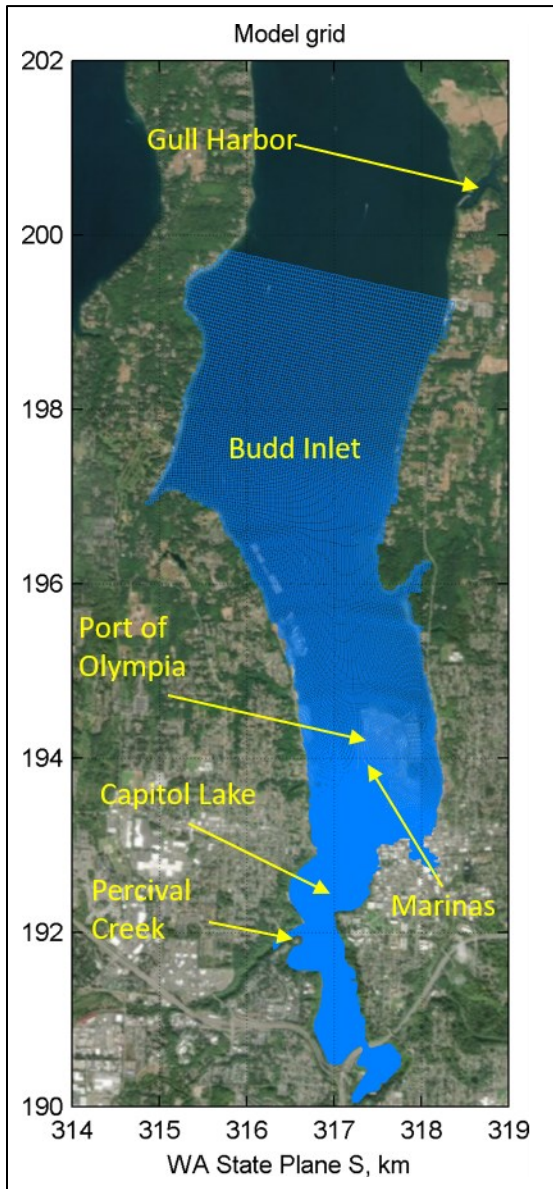 Model grid
202
Gull Harbor
200
198
Budd Inlet
196
Port of
Olympia
194
Capitol Lake
Percival
Creek
Marinas
192
190
314 315 316 317 318 319
WA State Plane S, km